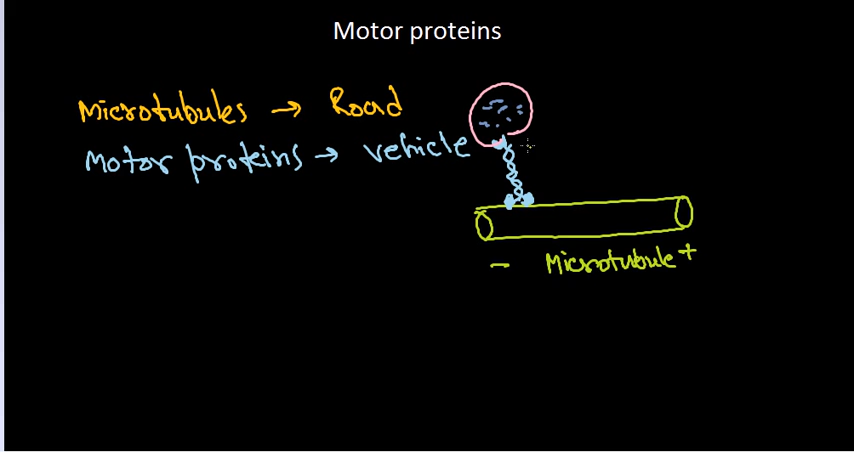 Motor proteins
Microtubules → Road
Motor proteins → vehicle
- Microtubule +